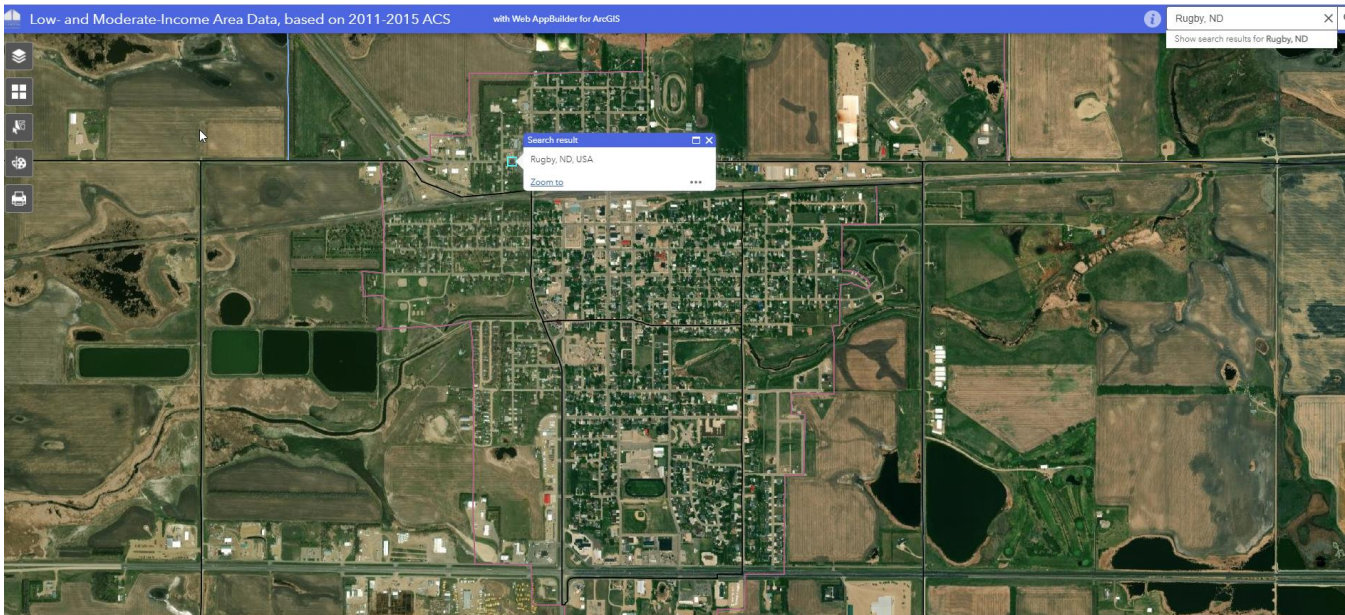 Low- and Moderate-Income Area Data, based on 2011-2015 ACS
with Web AppBuilder for ArcGIS
Rugby, ND
Show search results for Rugby, ND
Search result
Rugby, ND, USA
Zoom to